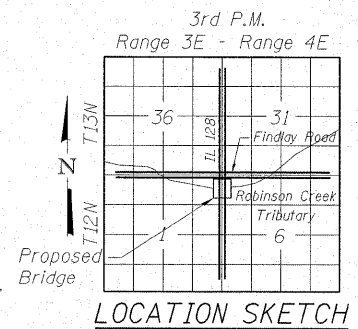 3rd P.M.
Range 3E - Range 4E
T13N
36
IL 128
31
Findlay Road
N
T12N
1
Robinson Creek
Tributary
6
Proposed
Bridge
LOCATION SKETCH